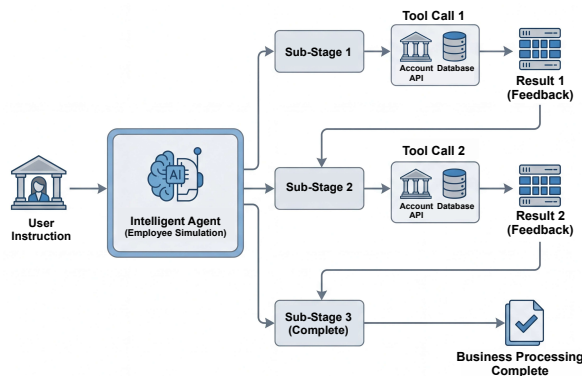 Tool Call 1
Sub-Stage 1
Account
API
Database
Result 1
(Feedback)
AI
User
Instruction
Intelligent Agent
(Employee Simulation)
Tool Call 2
Sub-Stage 2
Account
API
Database
Result 2
(Feedback)
Sub-Stage 3
(Complete)
Business Processing
Complete